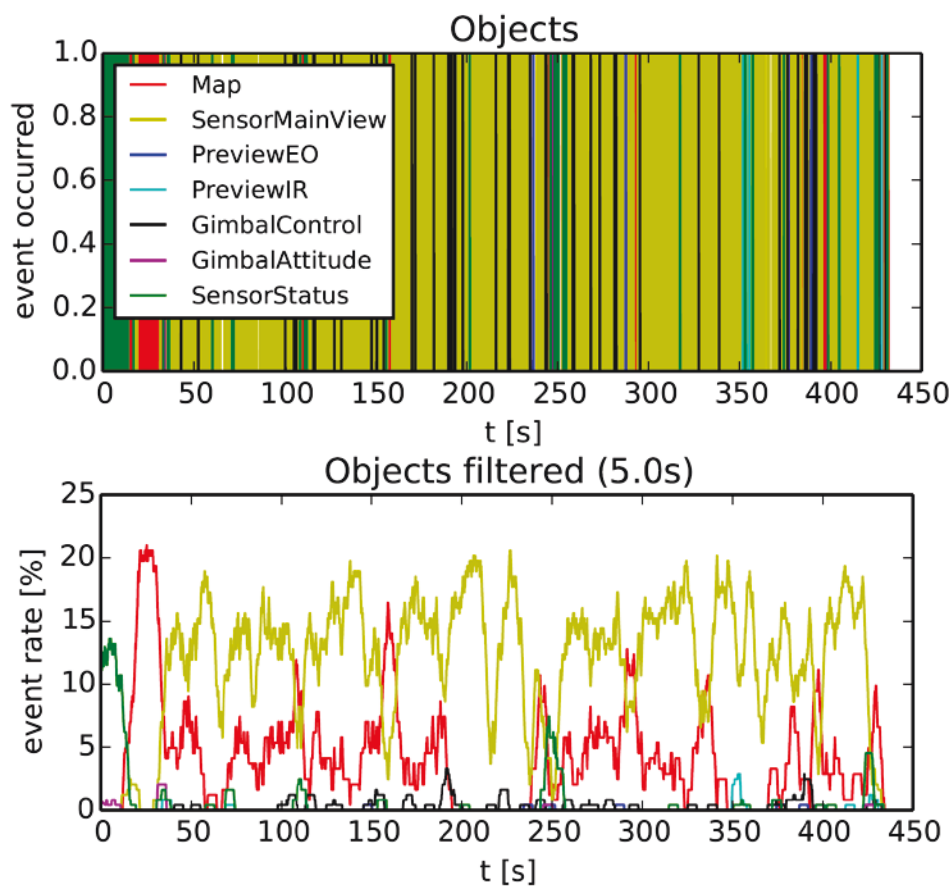 Objects
event occurred
1.0
0.8
0.6
0.4
0.2
0.0
Map
SensorMainView
PreviewEO
PreviewIR
GimbalControl
GimbalAttitude
SensorStatus
0 50 100 150 200 250 300 350 400 450
t [s]
Objects filtered (5.0s)
event rate [%]
25
20
15
10
5
0
0 50 100 150 200 250 300 350 400 450
t [s]